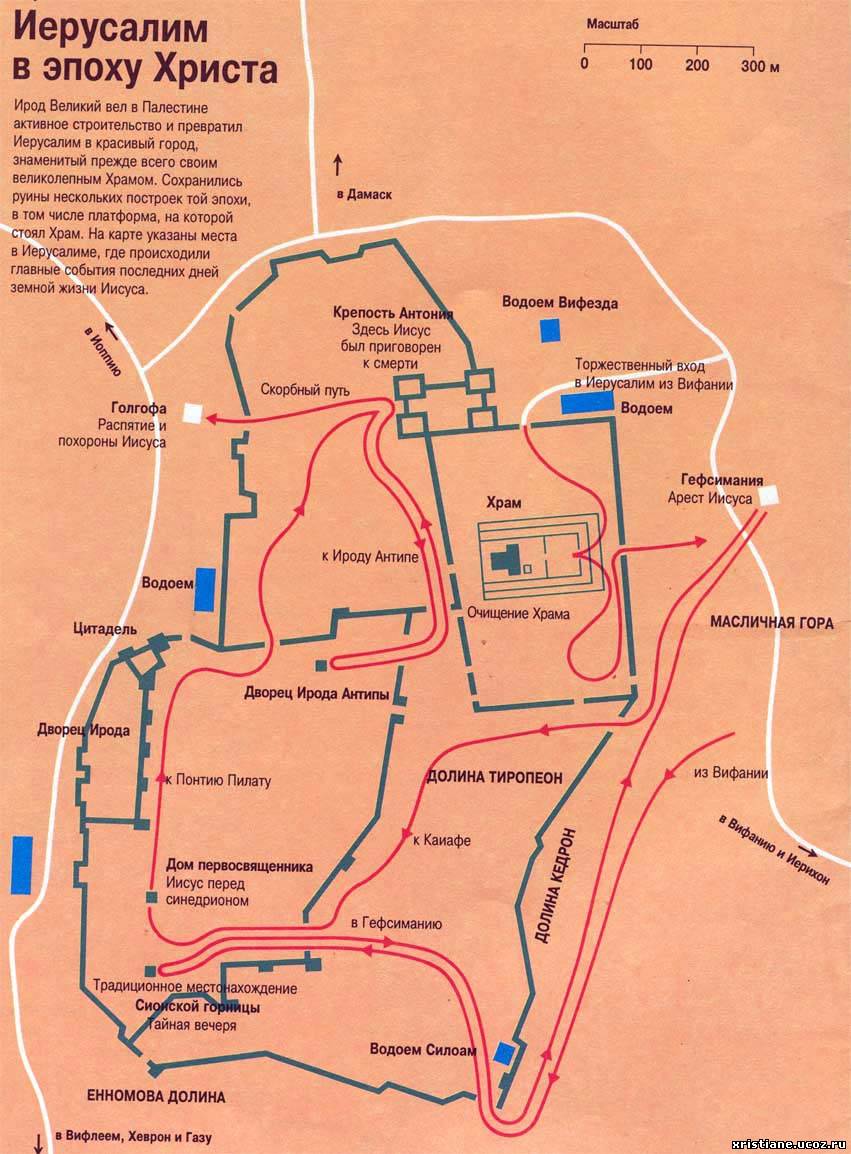 Иерусалим
в эпоху Христа
Ирод Великий вел в Палестине
активное строительство и превратил
Иерусалим в красивый город,
знаменитый прежде всего своим
великолепным Храмом. Сохранились
руины нескольких построек той эпохи,
в том числе платформа, на которой
стоял Храм. На карте указаны места
в Иерусалиме, где происходили
главные события последних дней
земной жизни Иисуса.
Масштаб
0 100 200 300 м
в Дамаск
в Иоппию
Крепость Антония
Здесь Иисус
был приговорен
к смерти
Водоем Вифезда
Торжественный вход
в Иерусалим из Вифании
Водоем
Скорбный путь
Голгофа
Распятие и
похороны Иисуса
Гефсимания
Арест Иисуса
Храм
к Ироду Антипе
Очищение Храма
Водоем
Цитадель
МАСЛИЧНАЯ ГОРА
Дворец Ирода Антипы
Дворец Ирода
к Понтию Пилату
ДОЛИНА ТИРОПЕОН
из Вифании
к Каиафе
в Вифанию и Иерихон
Дом первосвященника
Иисус перед
синедрионом
ДОЛИНА КЕДРОН
в Гефсиманию
Традиционное местонахождение
Сионской горницы
Тайная вечеря
Водоем Силоам
ЕННОМОВА ДОЛИНА
в Вифлеем, Хеврон и Газу
xristiane.ucoz.ru